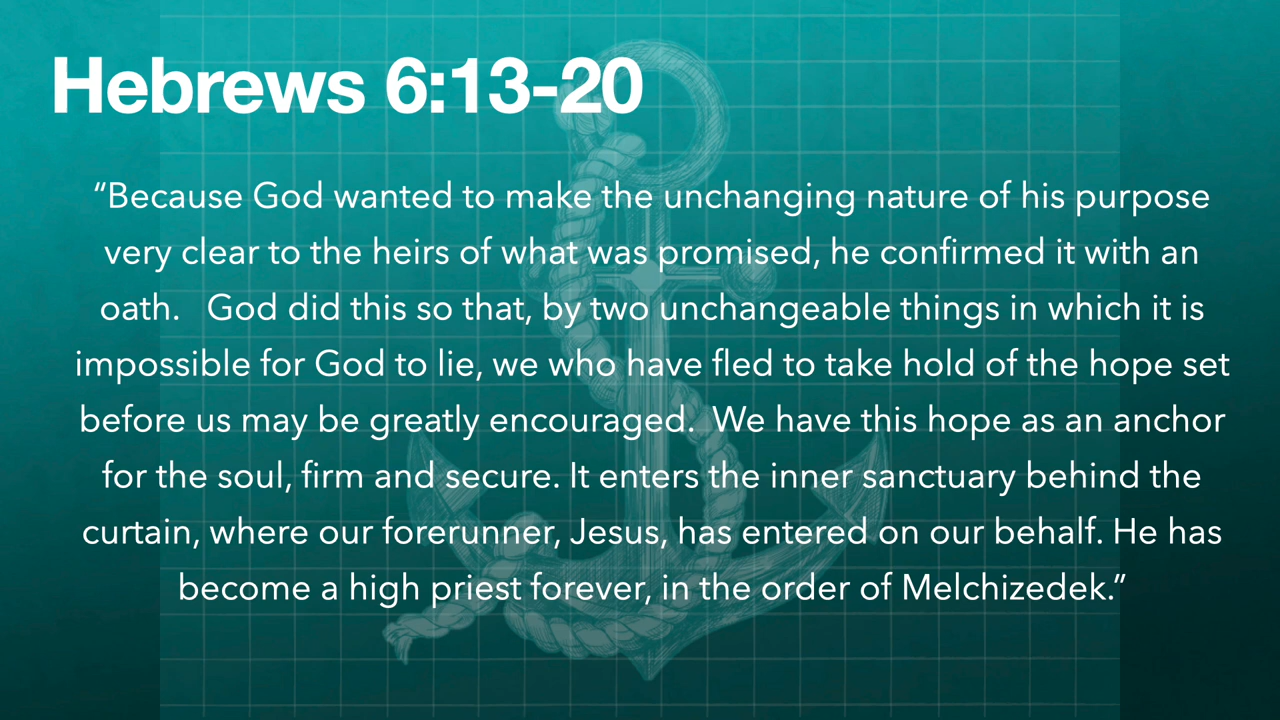 Hebrews 6:13-20
“Because God wanted to make the unchanging nature of his purpose
very clear to the heirs of what was promised, he confirmed it with an
oath.   God did this so that, by two unchangeable things in which it is
impossible for God to lie, we who have fled to take hold of the hope set
before us may be greatly encouraged.  We have this hope as an anchor
for the soul, firm and secure. It enters the inner sanctuary behind the
curtain, where our forerunner, Jesus, has entered on our behalf. He has
become a high priest forever, in the order of Melchizedek.”